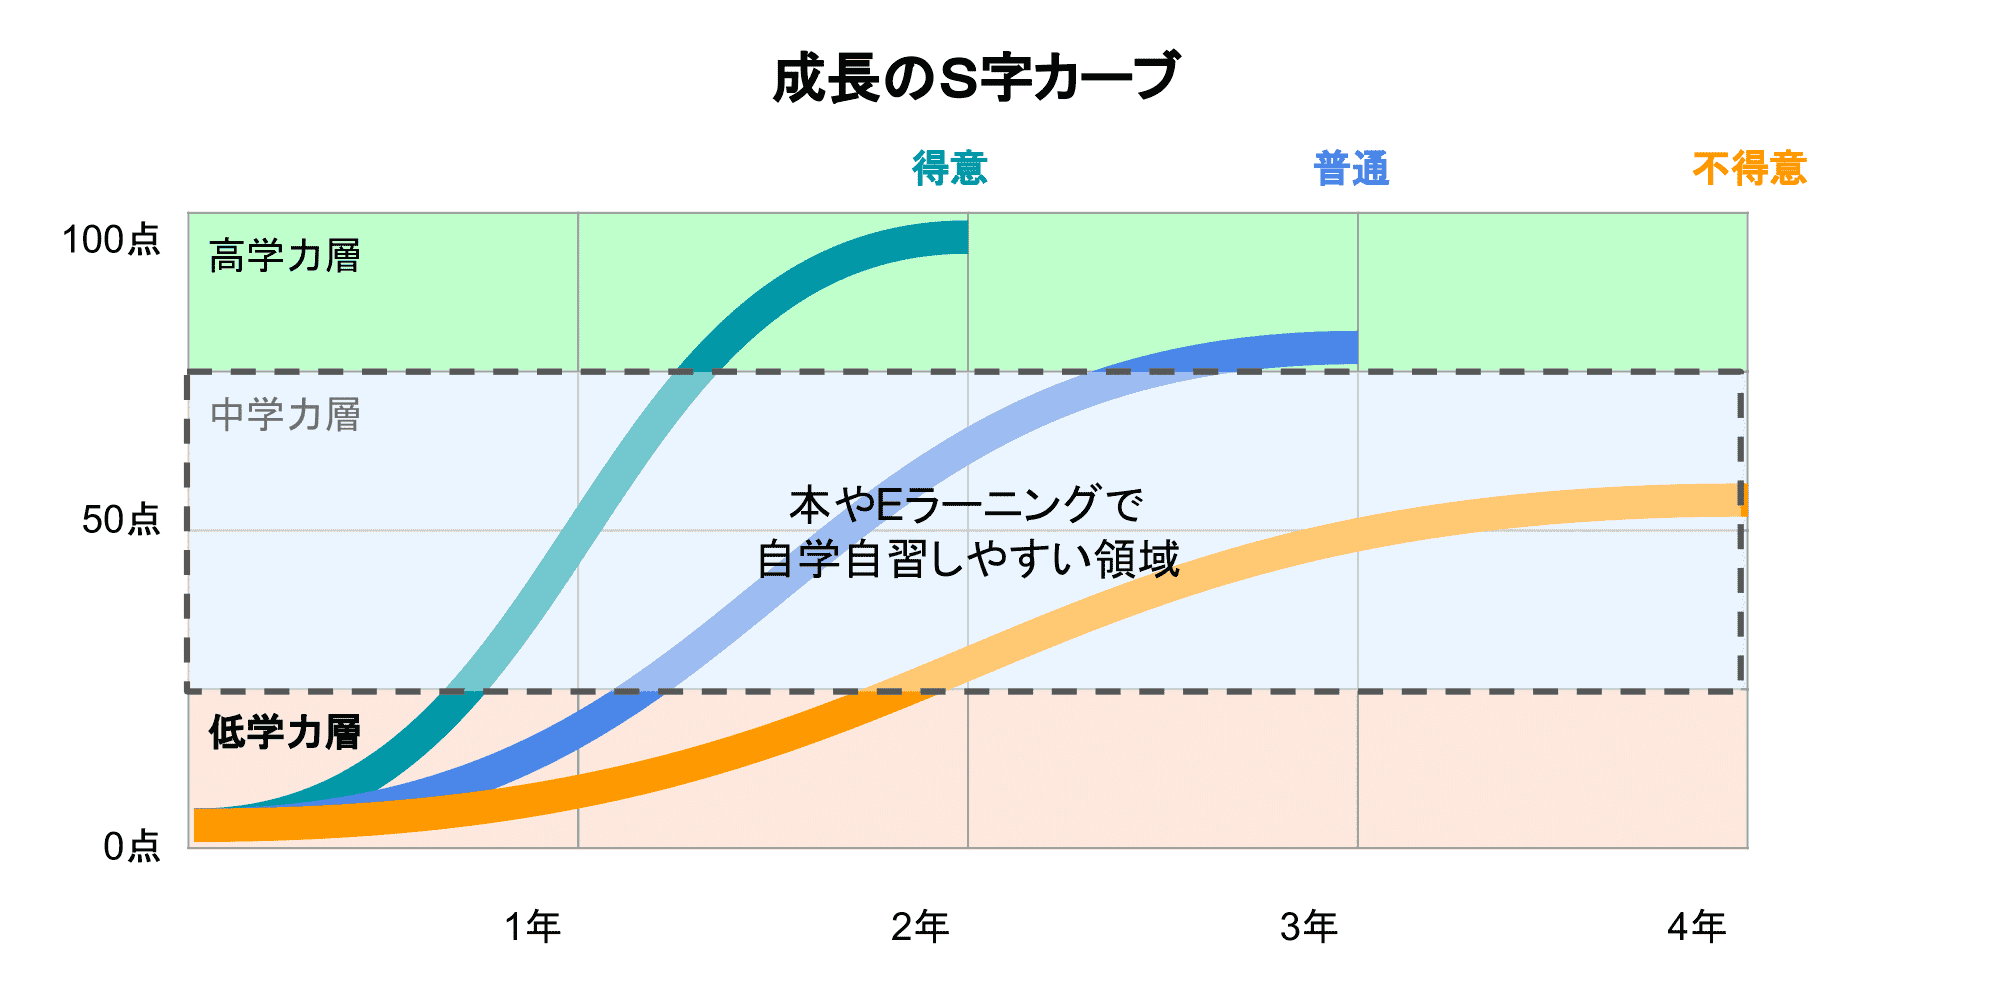 成長のS字カーブ
得意
普通
不得意
100点
高学力層
中学力層
50点
本やEラーニングで
自学自習しやすい領域
低学力層
0点
1年
2年
3年
4年